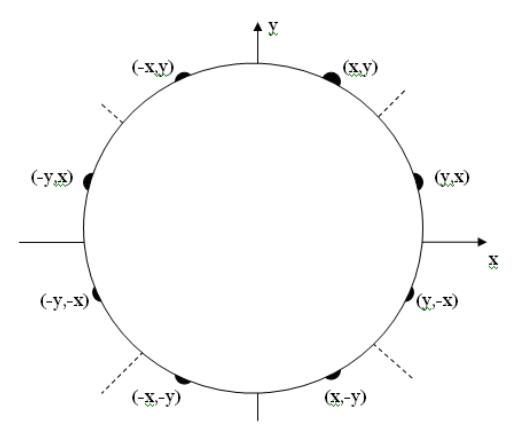 y
(-x,y)
(x,y)
(-y,x)
(y,x)
x
(-y,-x)
(y,-x)
(-x,-y)
(x,-y)